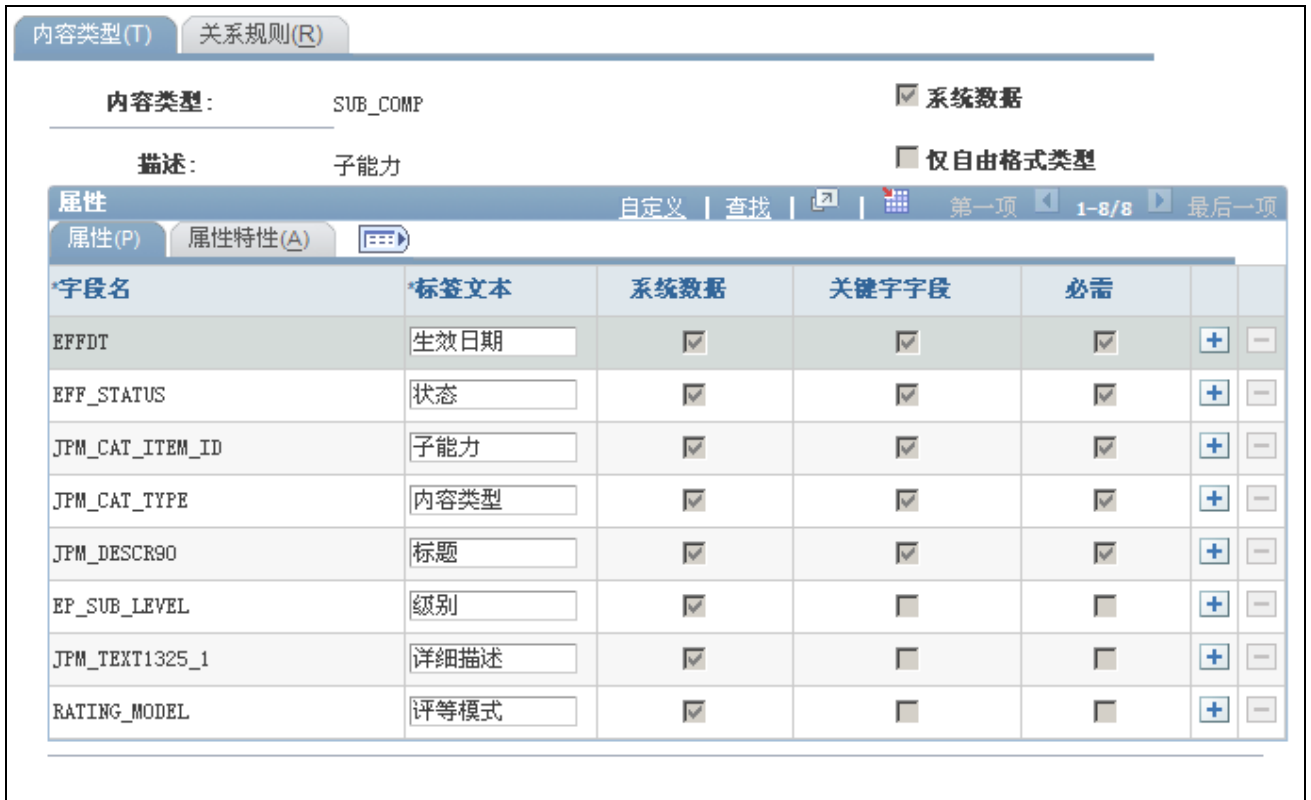 内容类型(T) 关系规则(R)
内容类型: SUB_COMP 系统数据
描述: 子能力 仅自由格式类型
属性 自定义 | 查找 | | 第一项 1-8/8 最后一项
属性(P) 属性特性(A)
*字段名 *标签文本 系统数据 关键字字段 必需
EFFDT 生效日期
EFF_STATUS 状态
JPM_CAT_ITEM_ID 子能力
JPM_CAT_TYPE 内容类型
JPM_DESCR90 标题
EP_SUB_LEVEL 级别
JPM_TEXT1325_1 详细描述
RATING_MODEL 评等模式